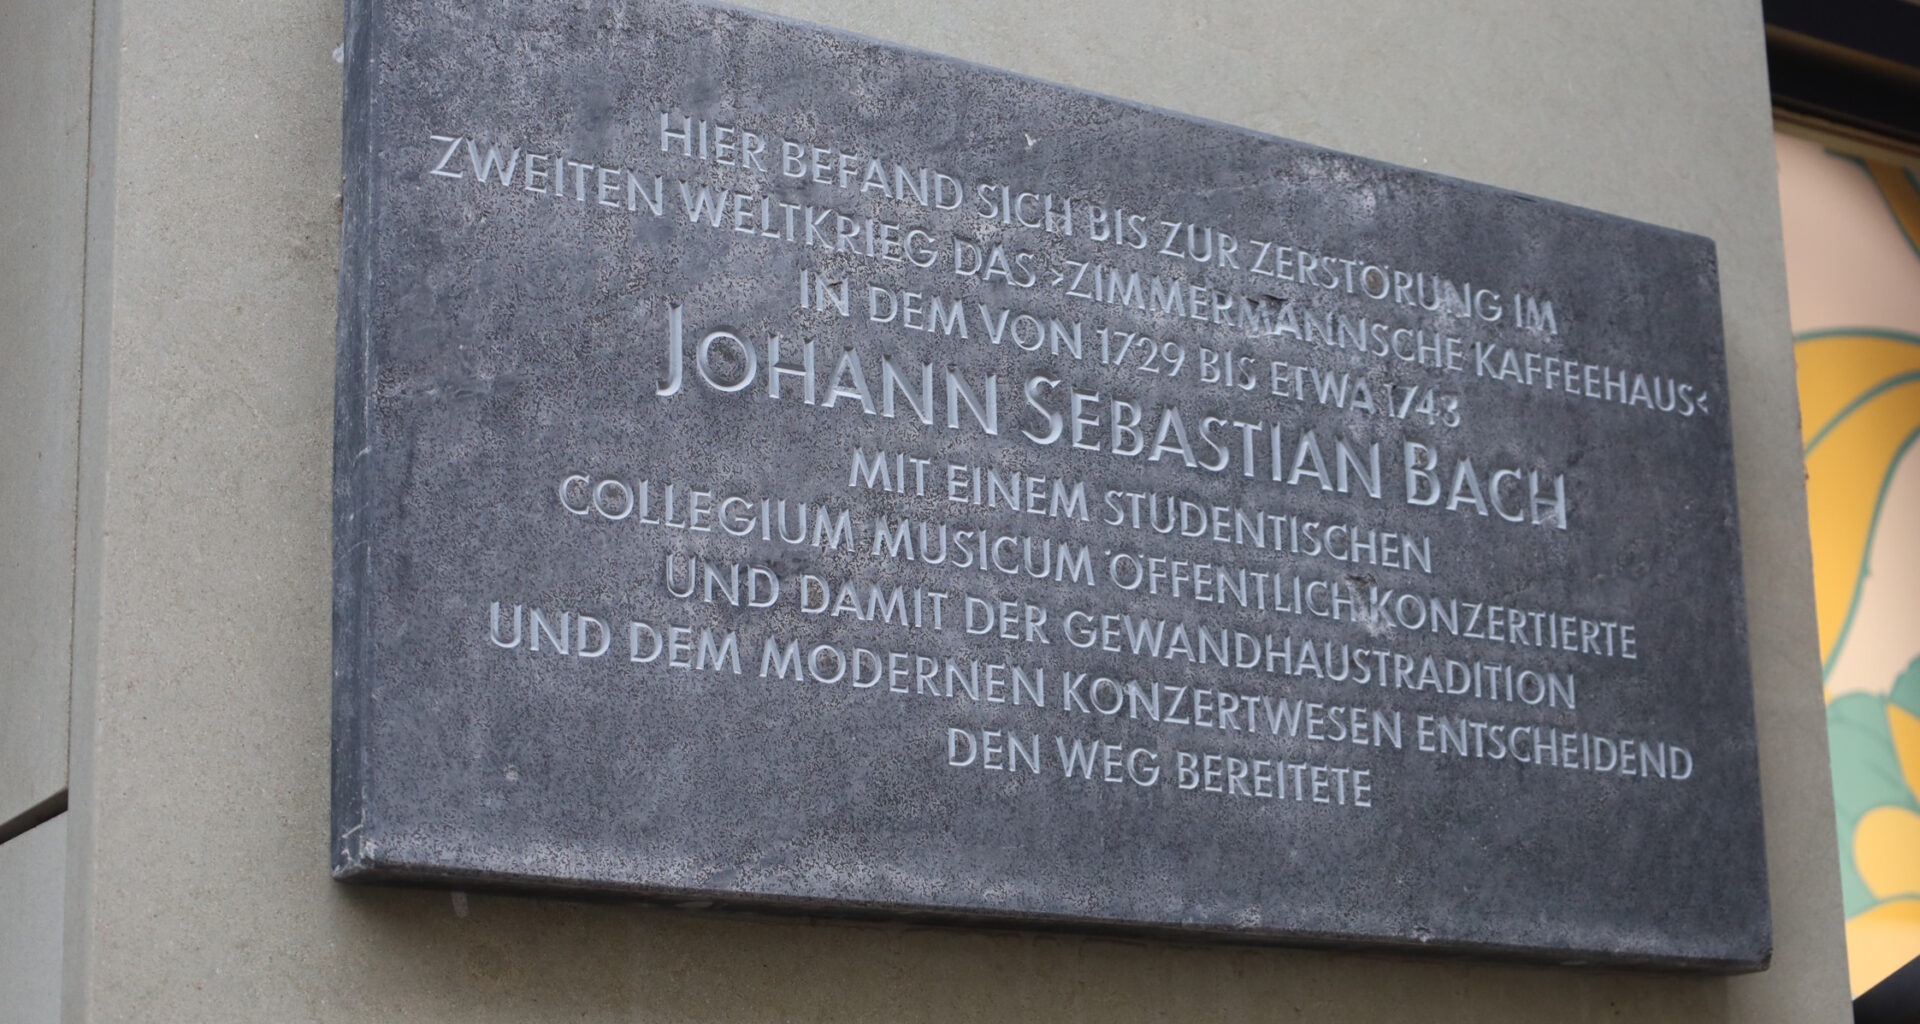 HIER BEFAND SICH BIS ZUR ZERSTÖRUNG IM
ZWEITEN WELTKRIEG DAS ›ZIMMERMANNSCHE KAFFEEHAUS‹
IN DEM VON 1729 BIS ETWA 1743
JOHANN SEBASTIAN BACH
MIT EINEM STUDENTISCHEN
COLLEGIUM MUSICUM ÖFFENTLICH KONZERTIERTE
UND DAMIT DER GEWANDHAUSTRADITION
UND DEM MODERNEN KONZERTWESEN ENTSCHEIDEND
DEN WEG BEREITETE